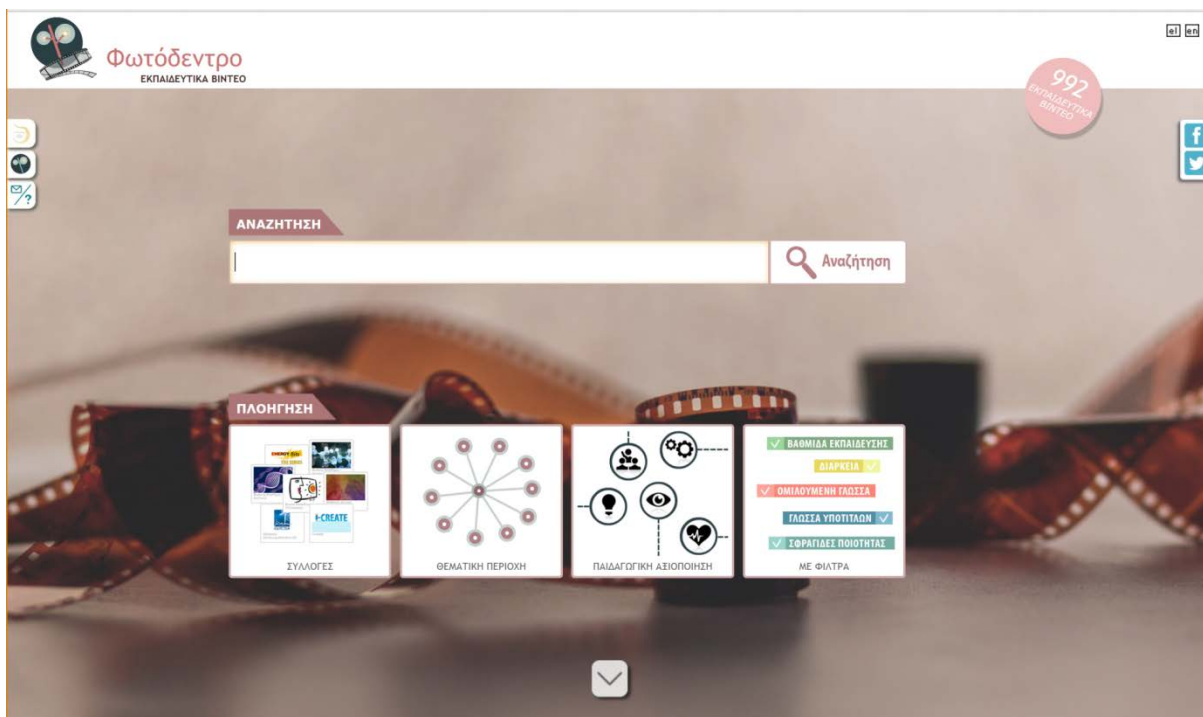 Φωτόδεντρο
ΕΚΠΑΙΔΕΥΤΙΚΑ ΒΙΝΤΕΟ
el en
992
ΕΚΠΑΙΔΕΥΤΙΚΑ
ΒΙΝΤΕΟ
ΑΝΑΖΗΤΗΣΗ
Αναζήτηση
ΠΛΟΗΓΗΣΗ
I-CREATE
ΣΥΛΛΟΓΕΣ
ΘΕΜΑΤΙΚΗ ΠΕΡΙΟΧΗ
ΠΑΙΔΑΓΩΓΙΚΗ ΑΞΙΟΠΟΙΗΣΗ
ΒΑΘΜΙΔΑ ΕΚΠΑΙΔΕΥΣΗΣ
ΔΙΑΡΚΕΙΑ
ΟΜΙΛΟΥΜΕΝΗ ΓΛΩΣΣΑ
ΓΛΩΣΣΑ ΥΠΟΤΙΤΛΩΝ
ΣΦΡΑΓΙΔΕΣ ΠΟΙΟΤΗΤΑΣ
ΜΕ ΦΙΛΤΡΑ